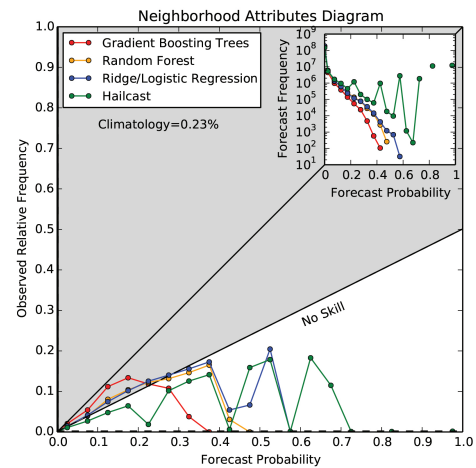 Neighborhood Attributes Diagram
Gradient Boosting Trees
Random Forest
Ridge/Logistic Regression
Hailcast
Climatology=0.23%
No Skill
Observed Relative Frequency
1.0
0.9
0.8
0.7
0.6
0.5
0.4
0.3
0.2
0.1
0.0
0.0 0.1 0.2 0.3 0.4 0.5 0.6 0.7 0.8 0.9 1.0
Forecast Probability
Forecast Frequency
10^9
10^8
10^7
10^6
10^5
10^4
10^3
10^2
10^1
0 0.2 0.4 0.6 0.8 1
Forecast Probability